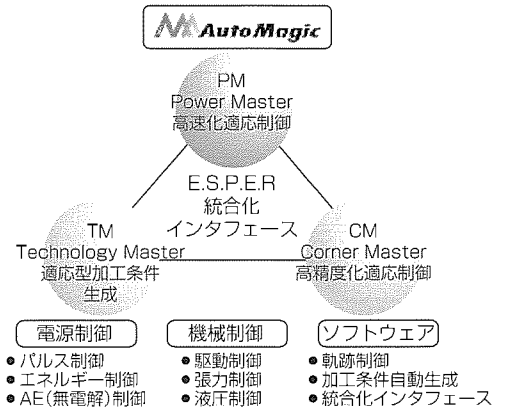 AutoMagic
PM
Power Master
高速化適応制御
E.S.P.E.R
統合化
インタフェース
TM
Technology Master
適応型加工条件
生成
CM
Corner Master
高精度化適応制御
電源制御
● パルス制御
● エネルギー制御
● AE(無電解)制御
機械制御
● 駆動制御
● 張力制御
● 液圧制御
ソフトウェア
● 軌跡制御
● 加工条件自動生成
● 統合化インタフェース